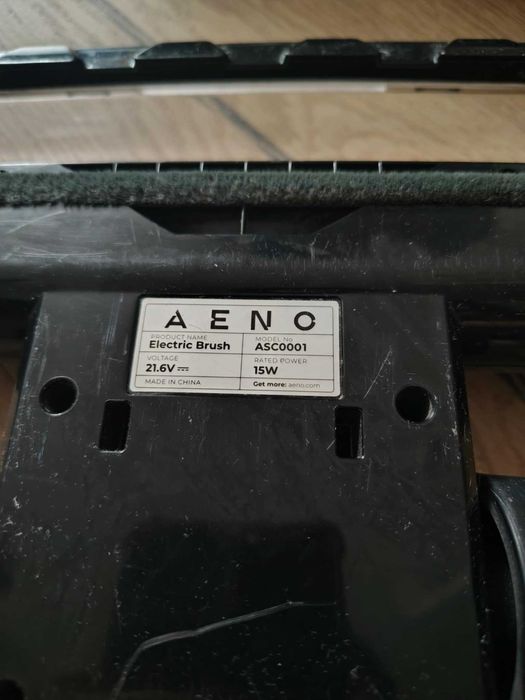 AENO
PRODUCT NAME
Electric Brush
MODEL No
ASC0001
VOLTAGE
21.6V⎓
RATED POWER
15W
MADE IN CHINA
Get more: aeno.com